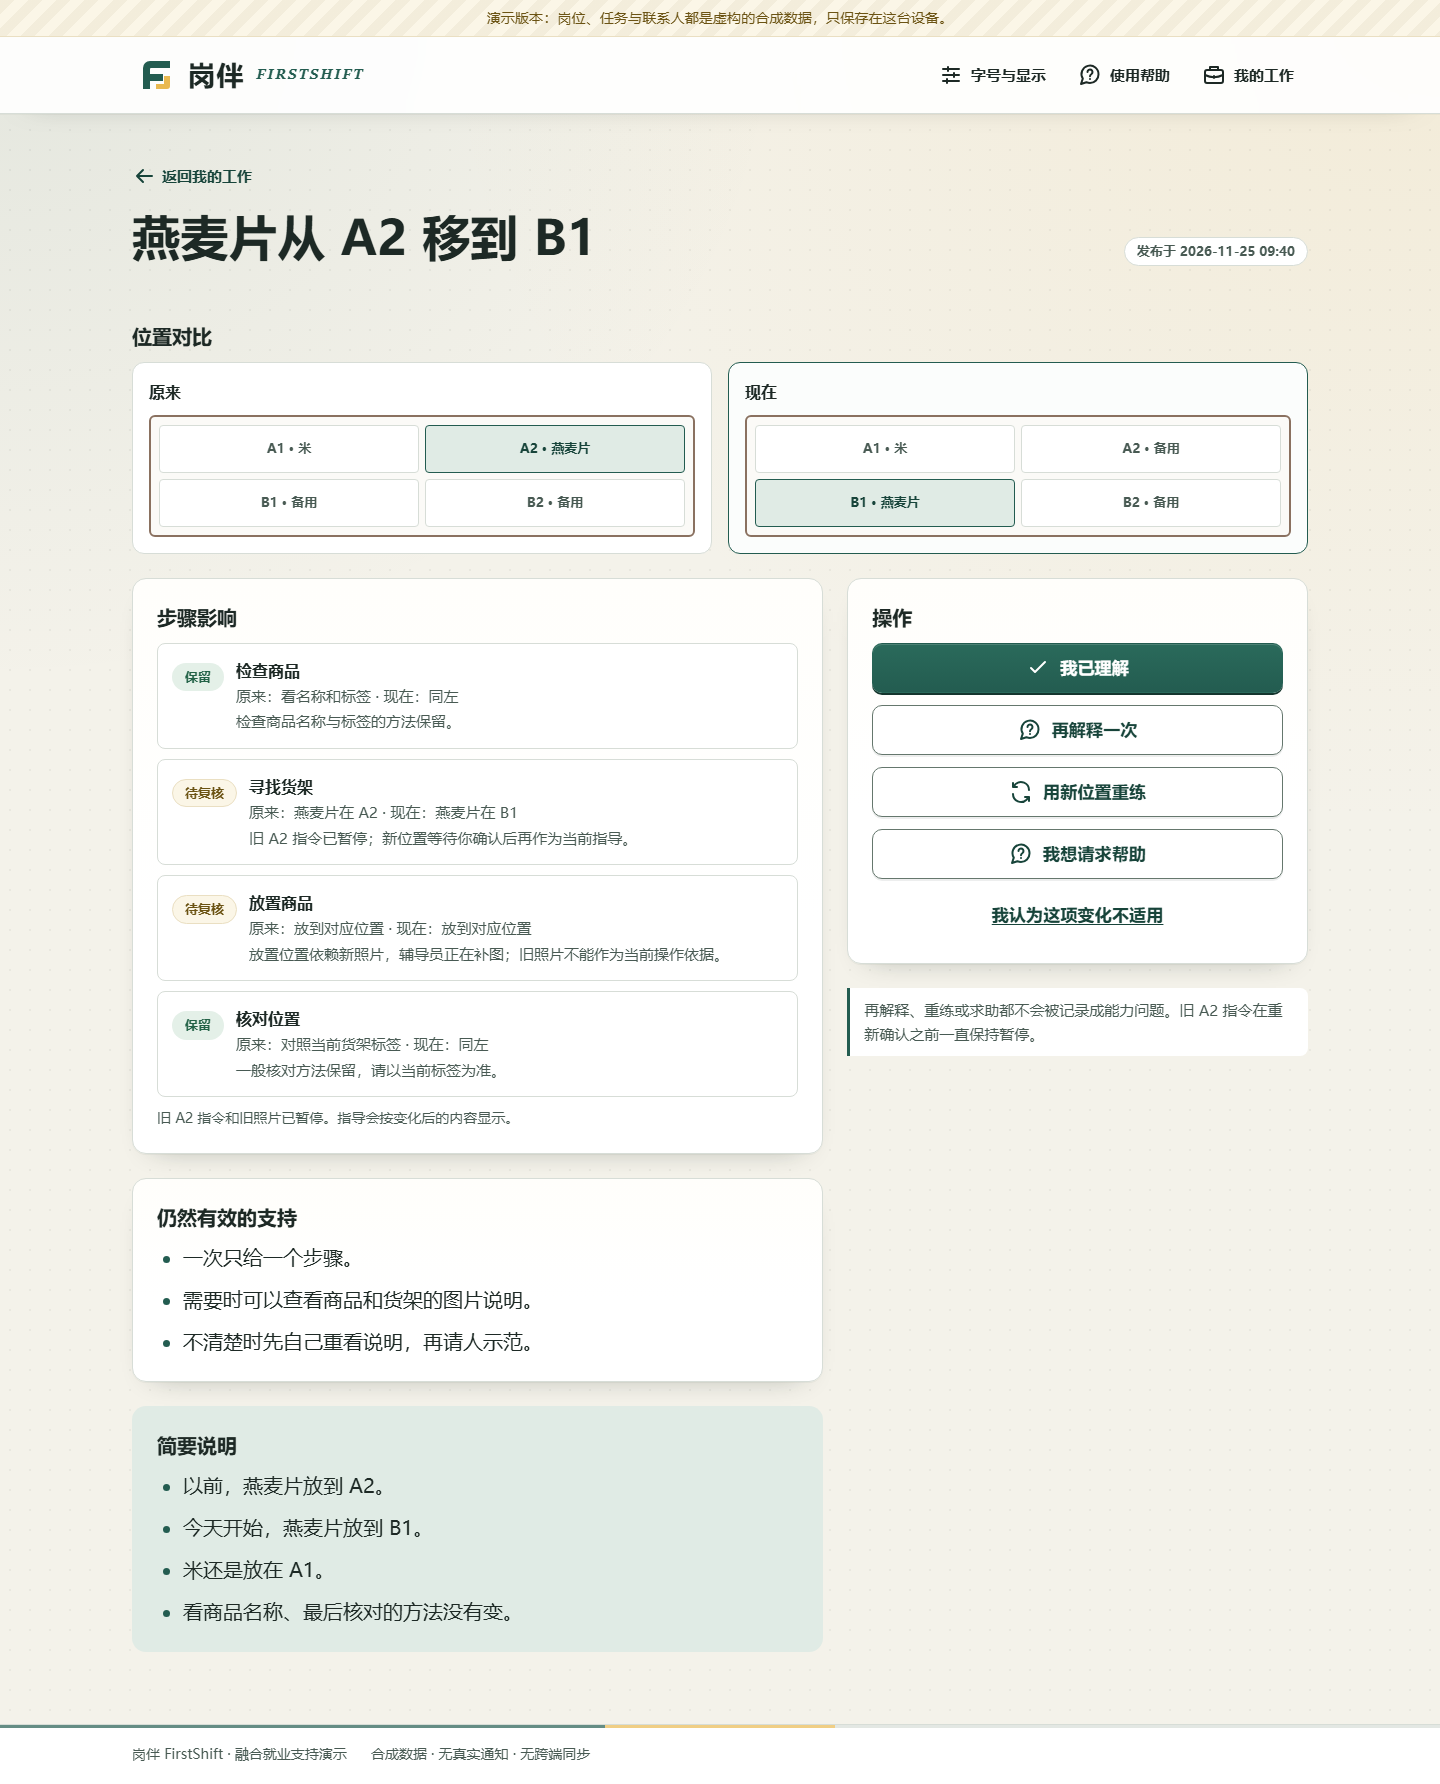 演示版本：岗位、任务与联系人都是虚构的合成数据，只保存在这台设备。
岗伴 FIRSTSHIFT
字号与显示
使用帮助
我的工作
返回我的工作
燕麦片从 A2 移到 B1
发布于 2026-11-25 09:40
位置对比
原来
A1 • 米
A2 • 燕麦片
B1 • 备用
B2 • 备用
现在
A1 • 米
A2 • 备用
B1 • 燕麦片
B2 • 备用
步骤影响
保留
检查商品
原来：看名称和标签 · 现在：同左
检查商品名称与标签的方法保留。
待复核
寻找货架
原来：燕麦片在 A2 · 现在：燕麦片在 B1
旧 A2 指令已暂停；新位置等待你确认后再作为当前指导。
待复核
放置商品
原来：放到对应位置 · 现在：放到对应位置
放置位置依赖新照片，辅导员正在补图；旧照片不能作为当前操作依据。
保留
核对位置
原来：对照当前货架标签 · 现在：同左
一般核对方法保留，请以当前标签为准。
旧 A2 指令和旧照片已暂停。指导会按变化后的内容显示。
操作
我已理解
再解释一次
用新位置重练
我想请求帮助
我认为这项变化不适用
再解释、重练或求助都不会被记录成能力问题。旧 A2 指令在重
新确认之前一直保持暂停。
仍然有效的支持
• 一次只给一个步骤。
• 需要时可以查看商品和货架的图片说明。
• 不清楚时先自己重看说明，再请人示范。
简要说明
• 以前，燕麦片放到 A2。
• 今天开始，燕麦片放到 B1。
• 米还是放在 A1。
• 看商品名称、最后核对的方法没有变。
岗伴 FirstShift · 融合就业支持演示
合成数据 · 无真实通知 · 无跨端同步